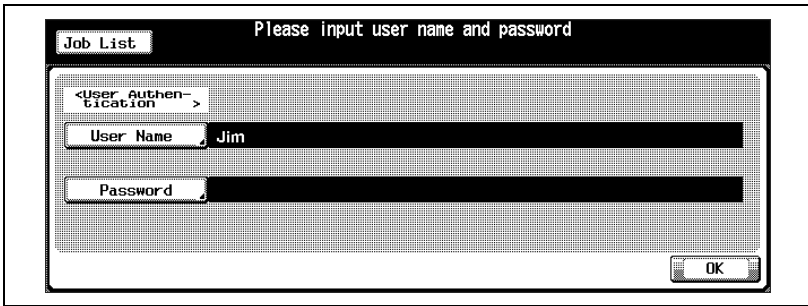 Please input user name and password
Job List
<User Authen-
tication >
User Name Jim
Password
OK